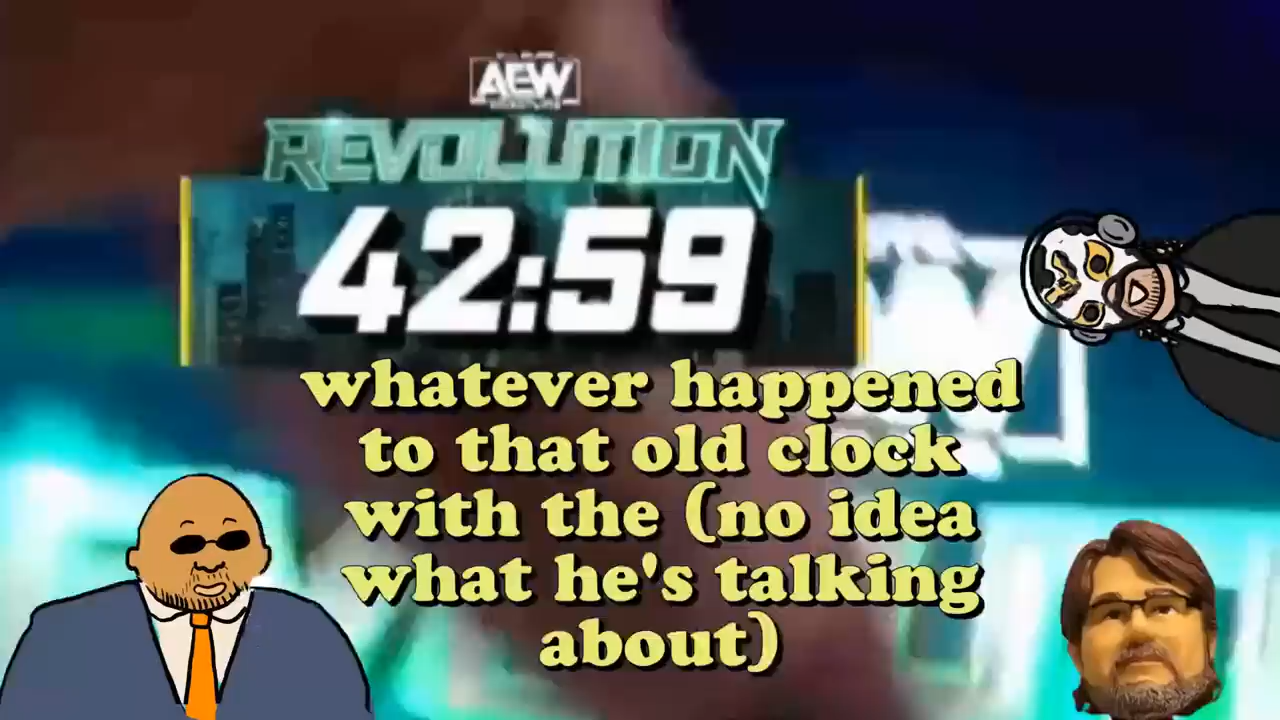 AEW
REVOLUTION
42:59
whatever happened
to that old clock
with the (no idea
what he's talking
about)